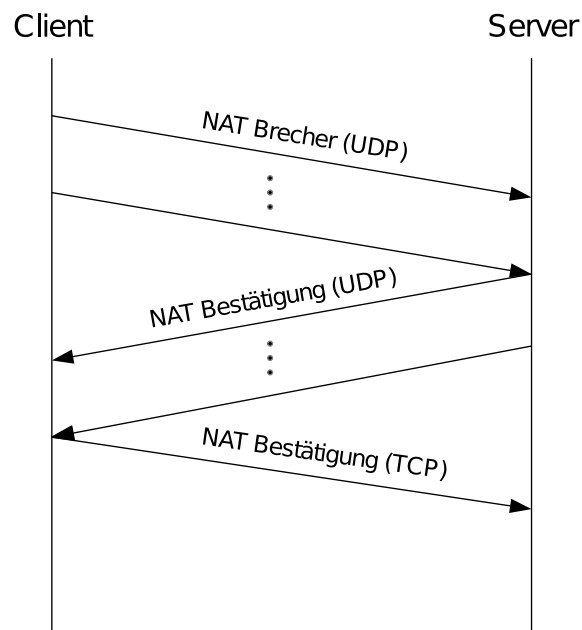 Client
Server
NAT Brecher (UDP)
NAT Bestätigung (UDP)
NAT Bestätigung (TCP)